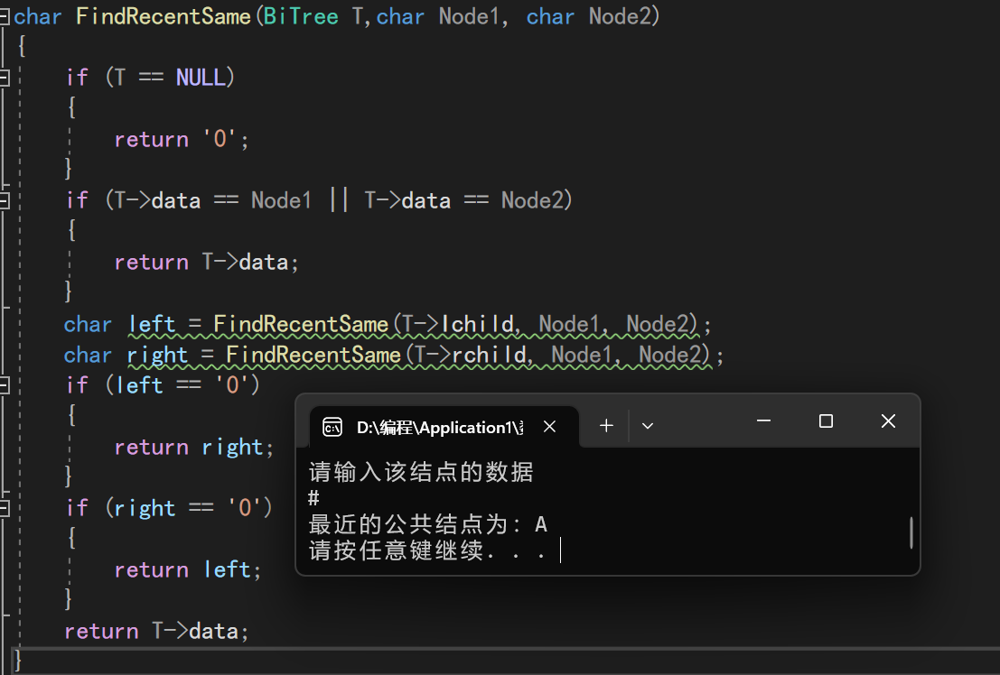 char FindRecentSame(BiTree T,char Node1, char Node2)
{
if (T == NULL)
{
return '0';
}
if (T->data == Node1 || T->data == Node2)
{
return T->data;
}
char left = FindRecentSame(T->lchild, Node1, Node2);
char right = FindRecentSame(T->rchild, Node1, Node2);
if (left == '0')
{
return right;
}
if (right == '0')
{
return left;
}
return T->data;
}
D:\编程\Application1\
请输入该结点的数据
#
最近的公共结点为: A
请按任意键继续. . .